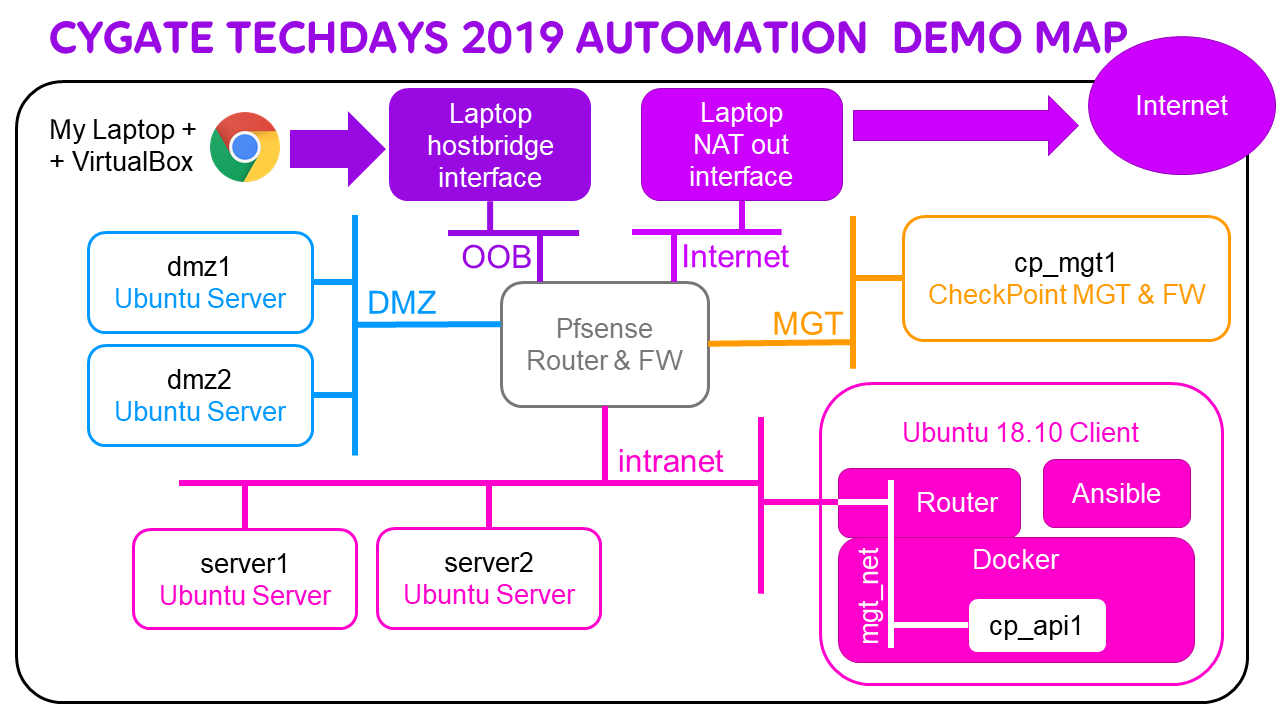 CYGATE TECHDAYS 2019 AUTOMATION DEMO MAP
My Laptop +
+ VirtualBox
Laptop
hostbridge
interface
Laptop
NAT out
interface
Internet
OOB
Internet
dmz1
Ubuntu Server
DMZ
dmz2
Ubuntu Server
Pfsense
Router & FW
MGT
cp_mgt1
CheckPoint MGT & FW
intranet
server1
Ubuntu Server
server2
Ubuntu Server
Ubuntu 18.10 Client
Router
Ansible
Docker
mgt_net
cp_api1